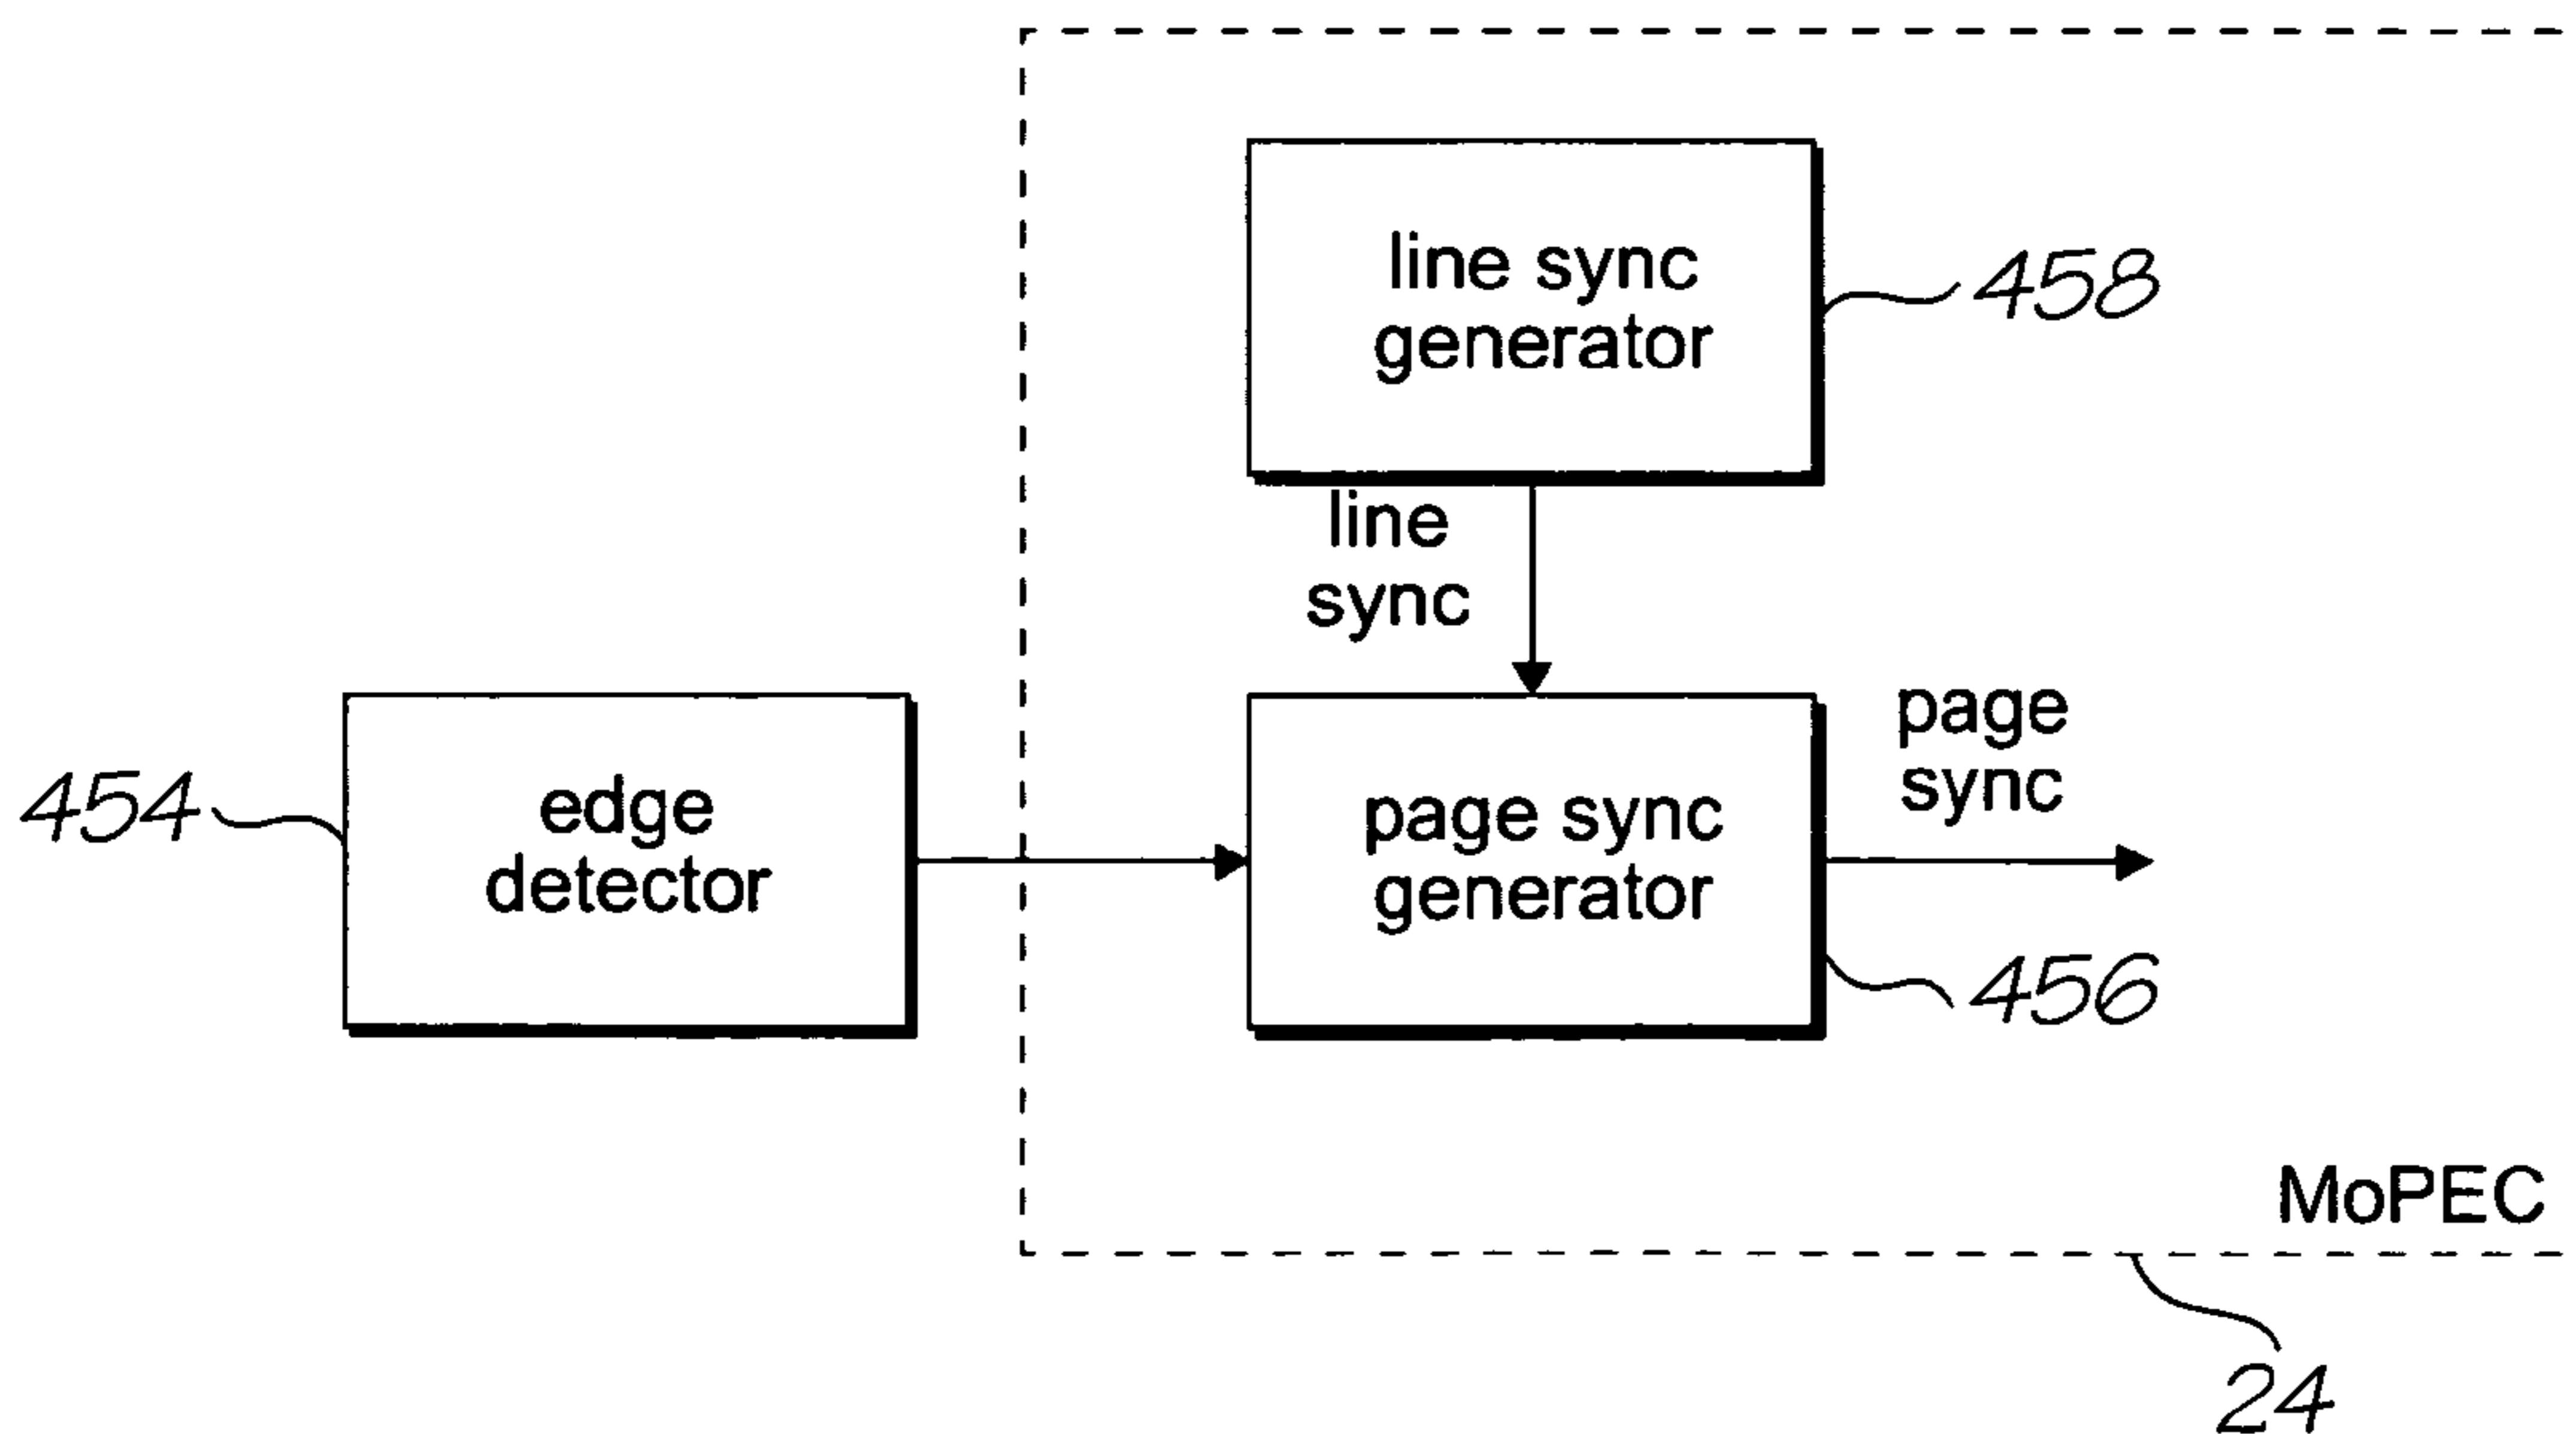 line sync
generator
458
line
sync
454
edge
detector
page sync
generator
page
sync
456
MoPEC
24